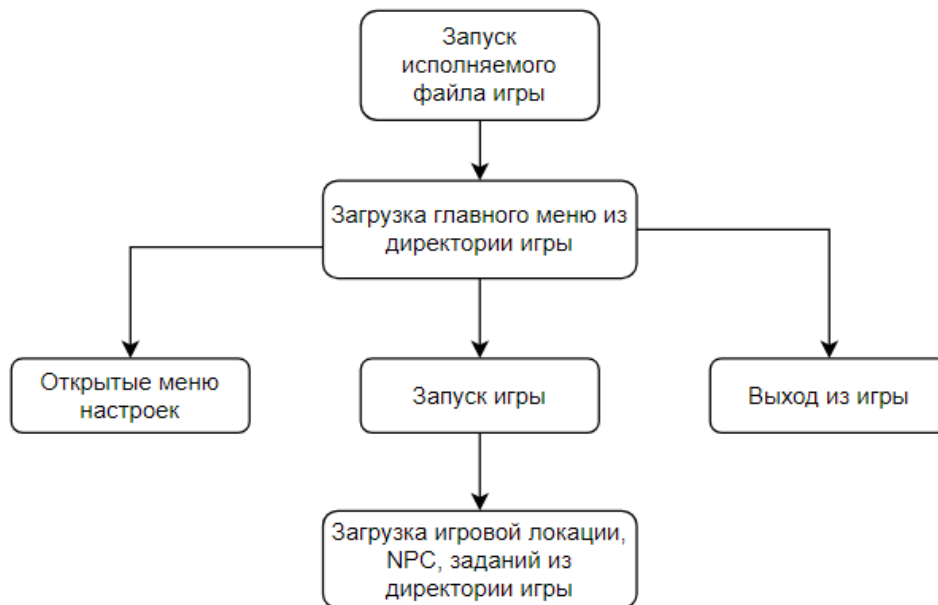 Запуск
исполняемого
файла игры
Загрузка главного меню из
директории игры
Открытые меню
настроек
Запуск игры
Выход из игры
Загрузка игровой локации,
NPC, заданий из
директории игры